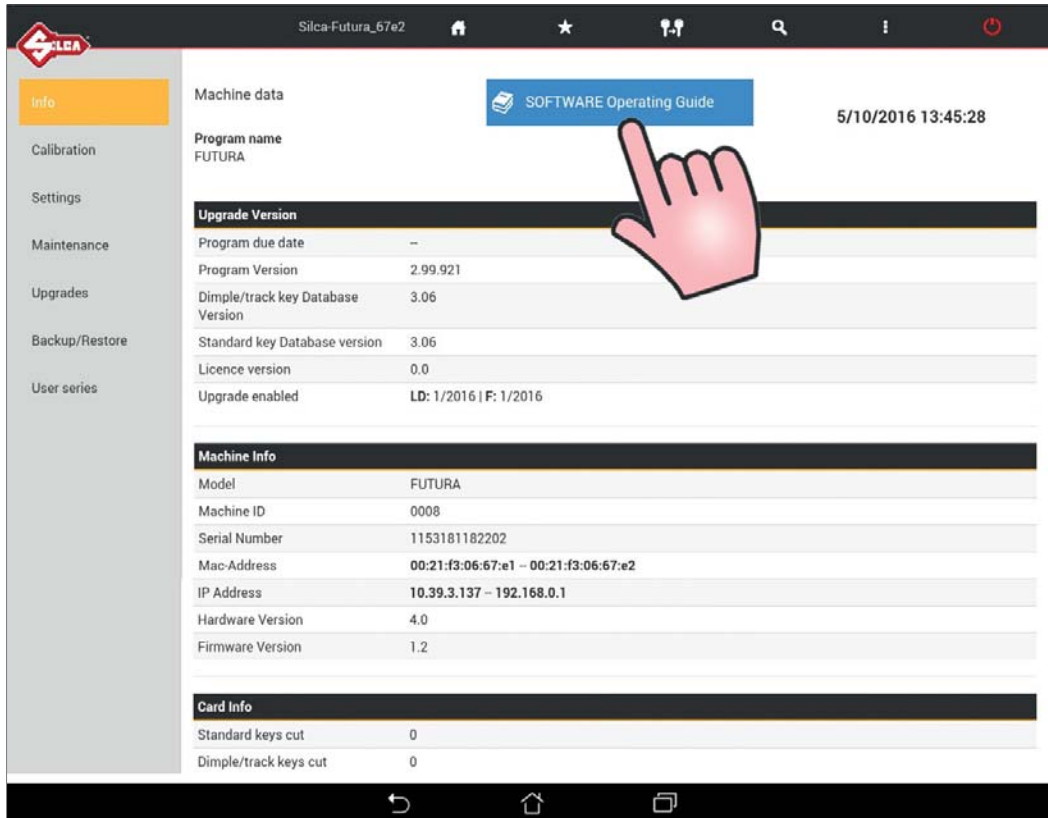 Silca-Futura_67e2
SILCA
Info
Calibration
Settings
Maintenance
Upgrades
Backup/Restore
User series
Machine data
SOFTWARE Operating Guide
5/10/2016 13:45:28
Program name
FUTURA
Upgrade Version
Program due date –
Program Version 2.99.921
Dimple/track key Database 3.06
Version
Standard key Database version 3.06
Licence version 0.0
Upgrade enabled LD: 1/2016 | F: 1/2016
Machine Info
Model FUTURA
Machine ID 0008
Serial Number 1153181182202
Mac-Address 00:21:f3:06:67:e1 – 00:21:f3:06:67:e2
IP Address 10.39.3.137 – 192.168.0.1
Hardware Version 4.0
Firmware Version 1.2
Card Info
Standard keys cut 0
Dimple/track keys cut 0